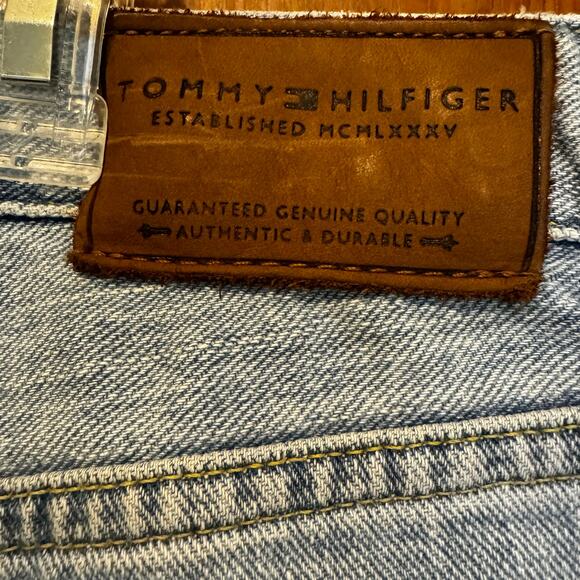 TOMMY HILFIGER
ESTABLISHED MCMLXXXV
GUARANTEED GENUINE QUALITY
AUTHENTIC & DURABLE